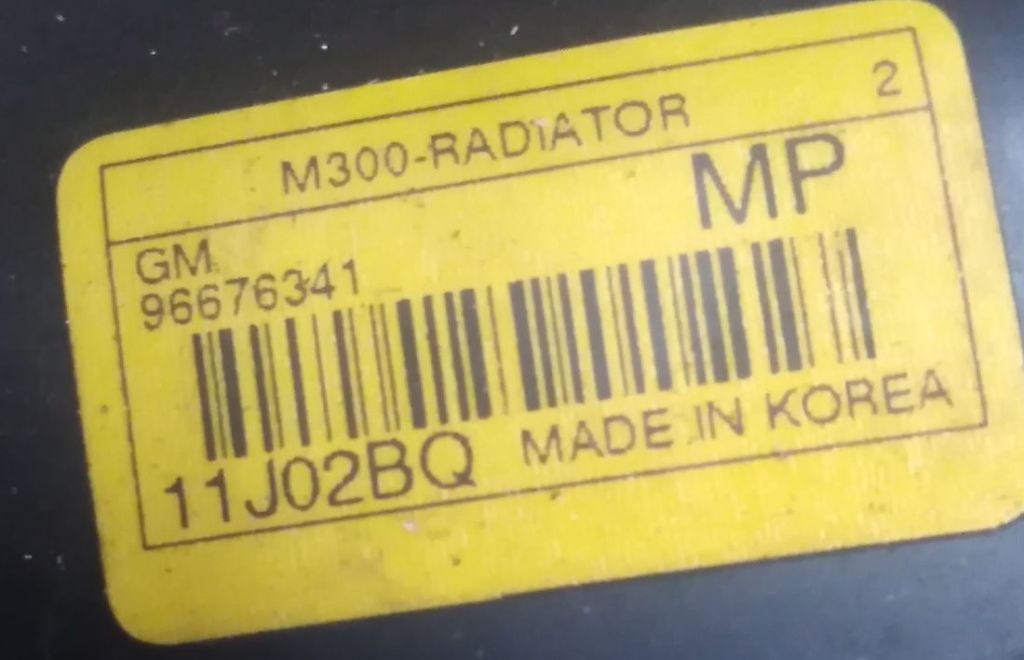 M300-RADIATOR 2
MP
GM
96676341
11J02BQ MADE IN KOREA